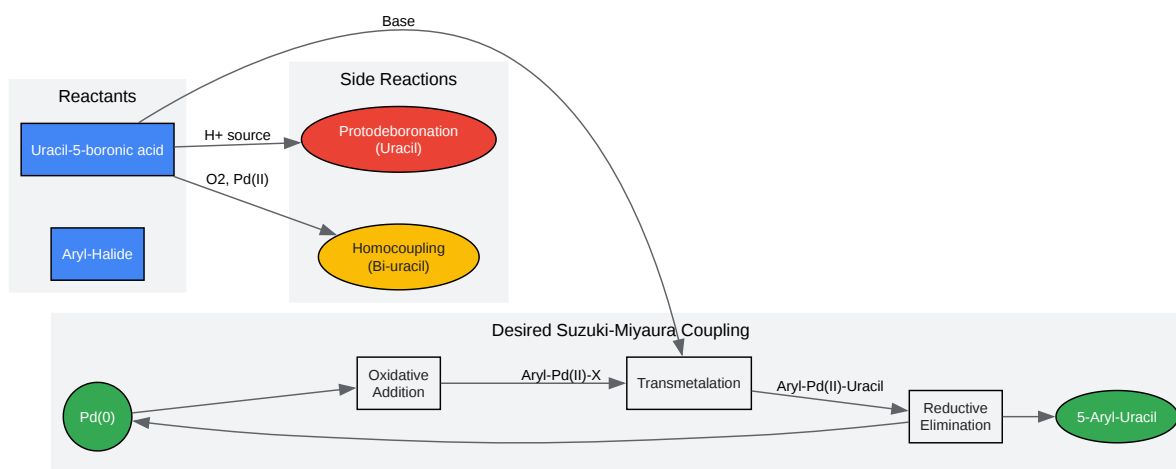 Base
Reactants
Side Reactions
Uracil-5-boronic acid
H+ source
Protodeboronation
(Uracil)
O2, Pd(II)
Aryl-Halide
Homocoupling
(Bi-uracil)
Desired Suzuki-Miyaura Coupling
Pd(0)
Oxidative
Addition
Aryl-Pd(II)-X
Transmetalation
Aryl-Pd(II)-Uracil
Reductive
Elimination
5-Aryl-Uracil